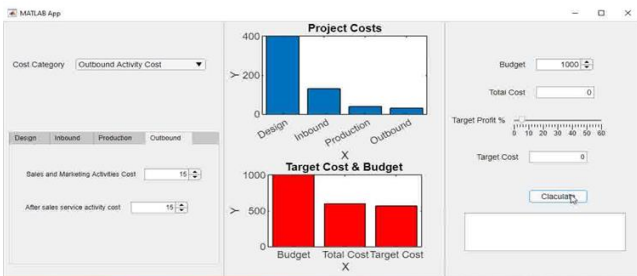 MATLAB App
Cost Category Outbound Activity Cost
Design Inbound Production Outbound
Sales and Marketing Activities Cost 15
After sales service activity cost 15
Project Costs
400
200
0
Y
Design Inbound Production Outbound
X
Target Cost & Budget
1000
500
0
Y
Budget Total Cost Target Cost
X
Budget 1000
Total Cost 0
Target Profit %
0 10 20 30 40 50 60
Target Cost 0
Claculate